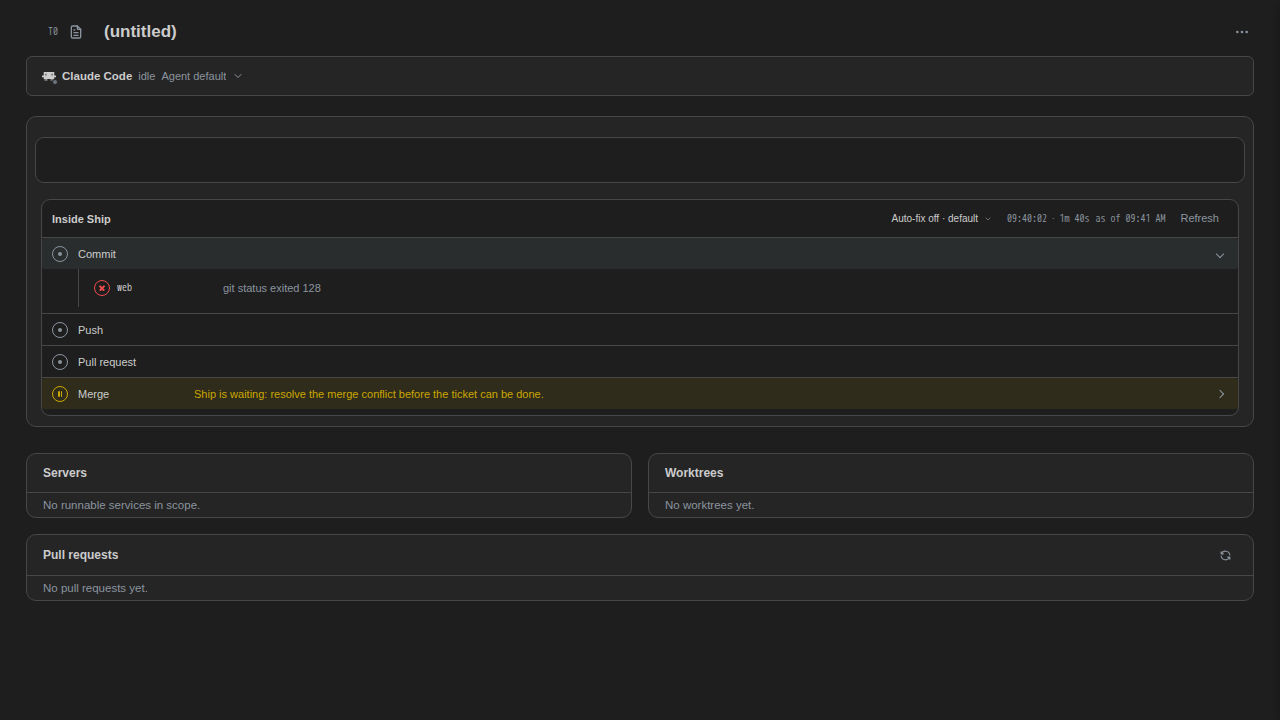 T0 (untitled)
Claude Code idle Agent default
Inside Ship Auto-fix off · default 09:40:02 · 1m 40s as of 09:41 AM Refresh
Commit
web git status exited 128
Push
Pull request
Merge Ship is waiting: resolve the merge conflict before the ticket can be done.
Servers
No runnable services in scope.
Worktrees
No worktrees yet.
Pull requests
No pull requests yet.